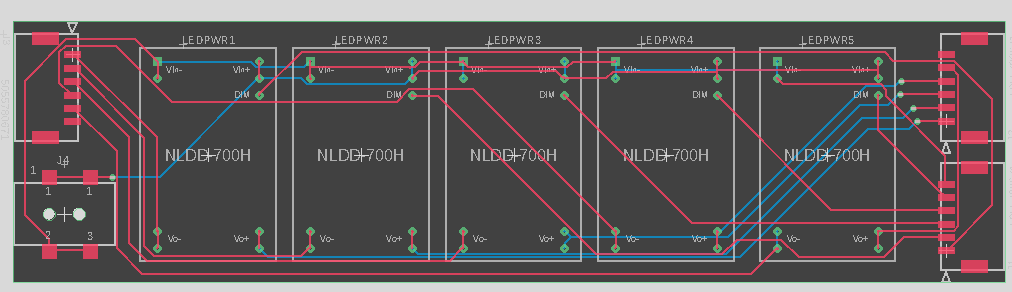 LEDPWR1 LEDPWR2 LEDPWR3 LEDPWR4 LEDPWR5
Vin- Vin+ Vin- Vin+ Vin- Vin+ Vin- Vin+ Vin- Vin+
DIM DIM DIM DIM DIM
NLDD-700H NLDD-700H NLDD-700H NLDD-700H NLDD-700H
J4
1
1 1
2 3
Vo- Vo+ Vo- Vo+ Vo- Vo+ Vo- Vo+ Vo- Vo+